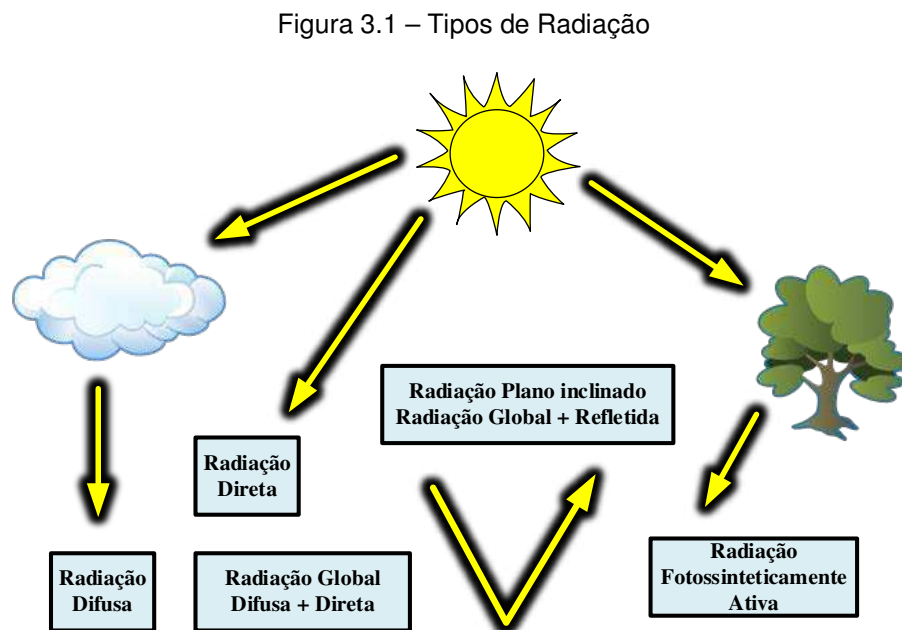 Figura 3.1 – Tipos de Radiação
Radiação Plano inclinado
Radiação Global + Refletida
Radiação
Direta
Radiação
Difusa
Radiação Global
Difusa + Direta
Radiação
Fotossinteticamente
Ativa